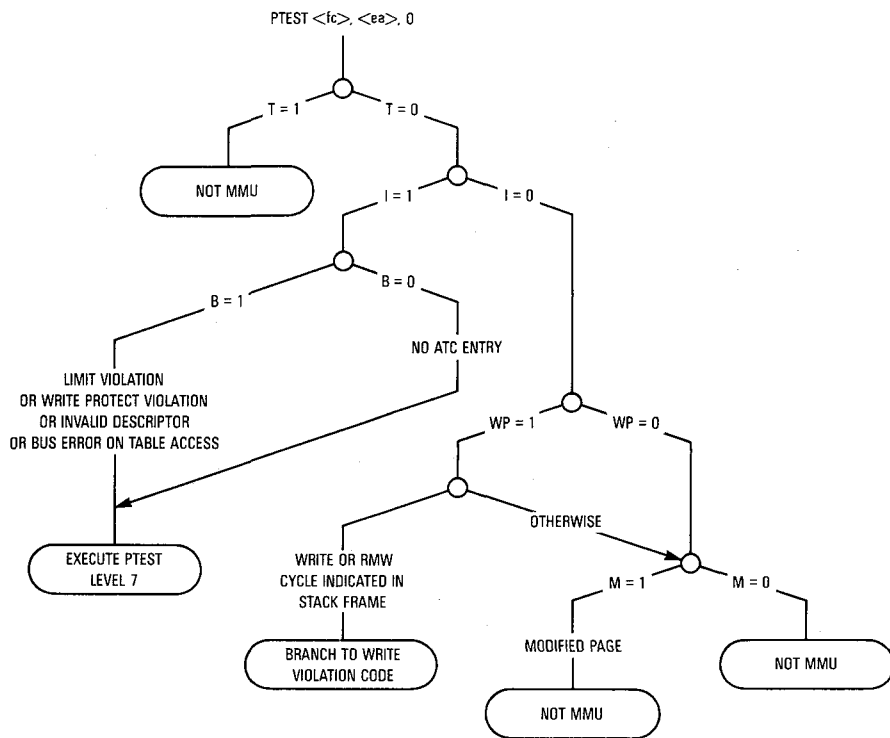 PTEST <fc>, <ea>, 0
T = 1
T = 0
NOT MMU
I = 1
I = 0
B = 1
B = 0
NO ATC ENTRY
LIMIT VIOLATION
OR WRITE PROTECT VIOLATION
OR INVALID DESCRIPTOR
OR BUS ERROR ON TABLE ACCESS
WP = 1
WP = 0
OTHERWISE
EXECUTE PTEST
LEVEL 7
WRITE OR RMW
CYCLE INDICATED IN
STACK FRAME
M = 1
M = 0
BRANCH TO WRITE
VIOLATION CODE
MODIFIED PAGE
NOT MMU
NOT MMU